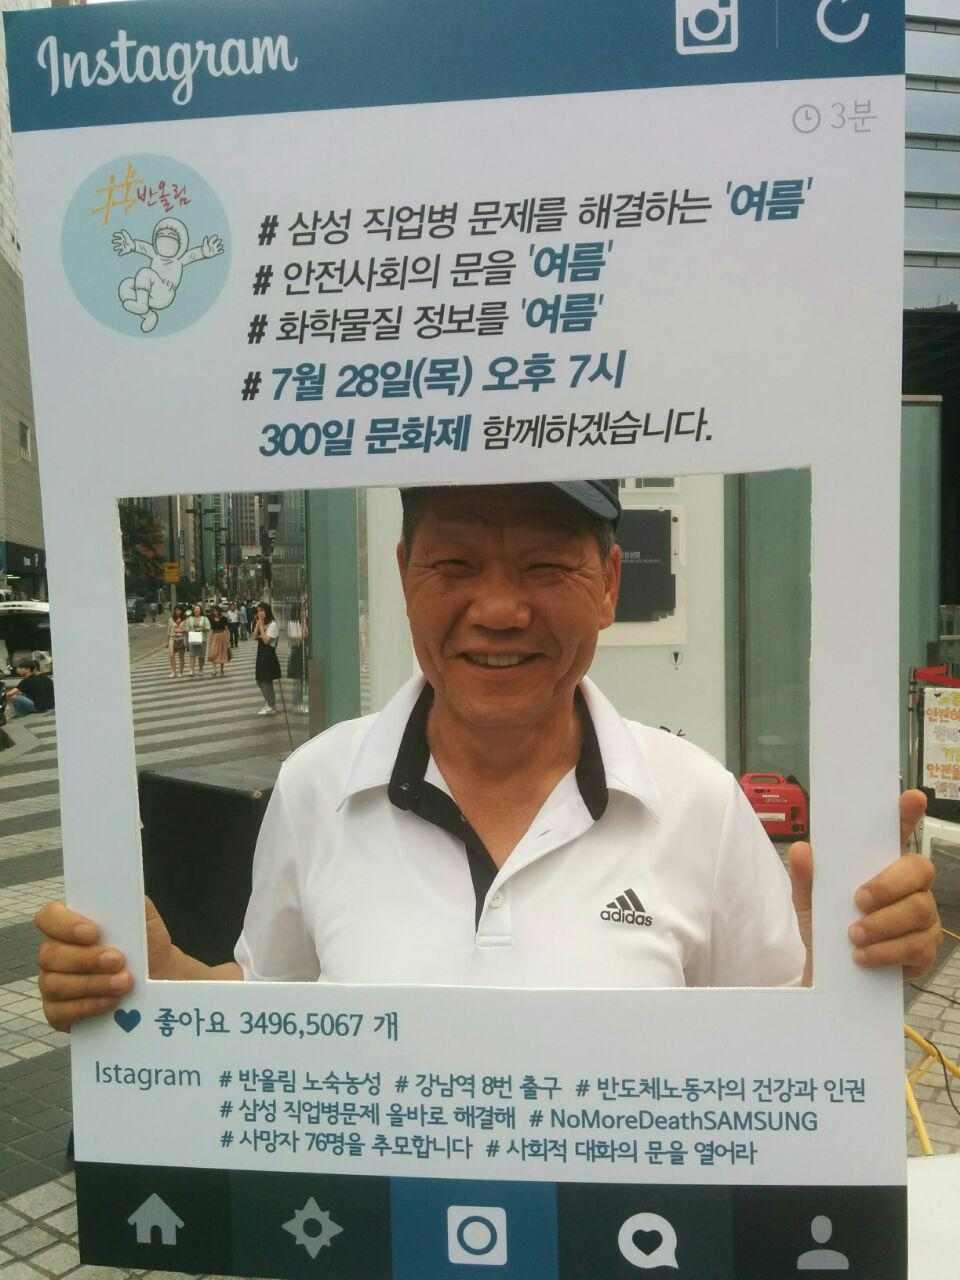 Instagram
3분
반올림
# 삼성 직업병 문제를 해결하는 '여름'
# 안전사회의 문을 '여름'
# 화학물질 정보를 '여름'
# 7월 28일(목) 오후 7시
300일 문화제 함께하겠습니다.
adidas
HONDA
좋아요 3496,5067 개
Istagram # 반올림 노숙농성 # 강남역 8번 출구 # 반도체노동자의 건강과 인권
# 삼성 직업병문제 올바로 해결해 # NoMoreDeathSAMSUNG
# 사망자 76명을 추모합니다 # 사회적 대화의 문을 열어라